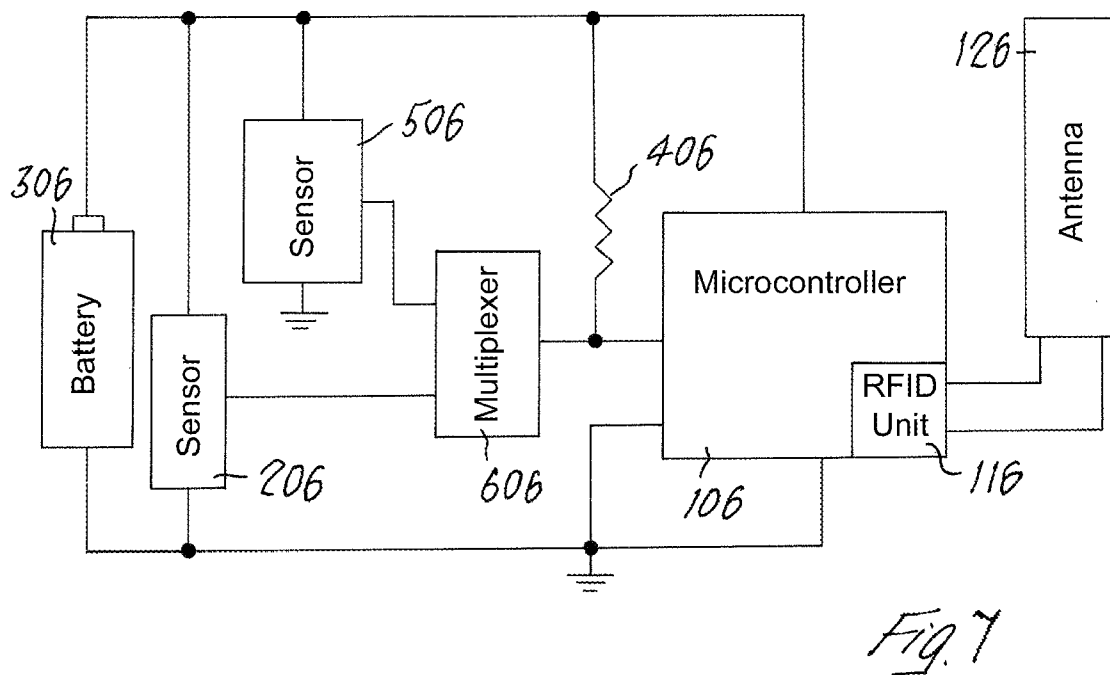 126
Antenna
506
Sensor
406
306
Battery
Microcontroller
Multiplexer
Sensor
RFID
Unit
206
606
106
116
Fig. 7